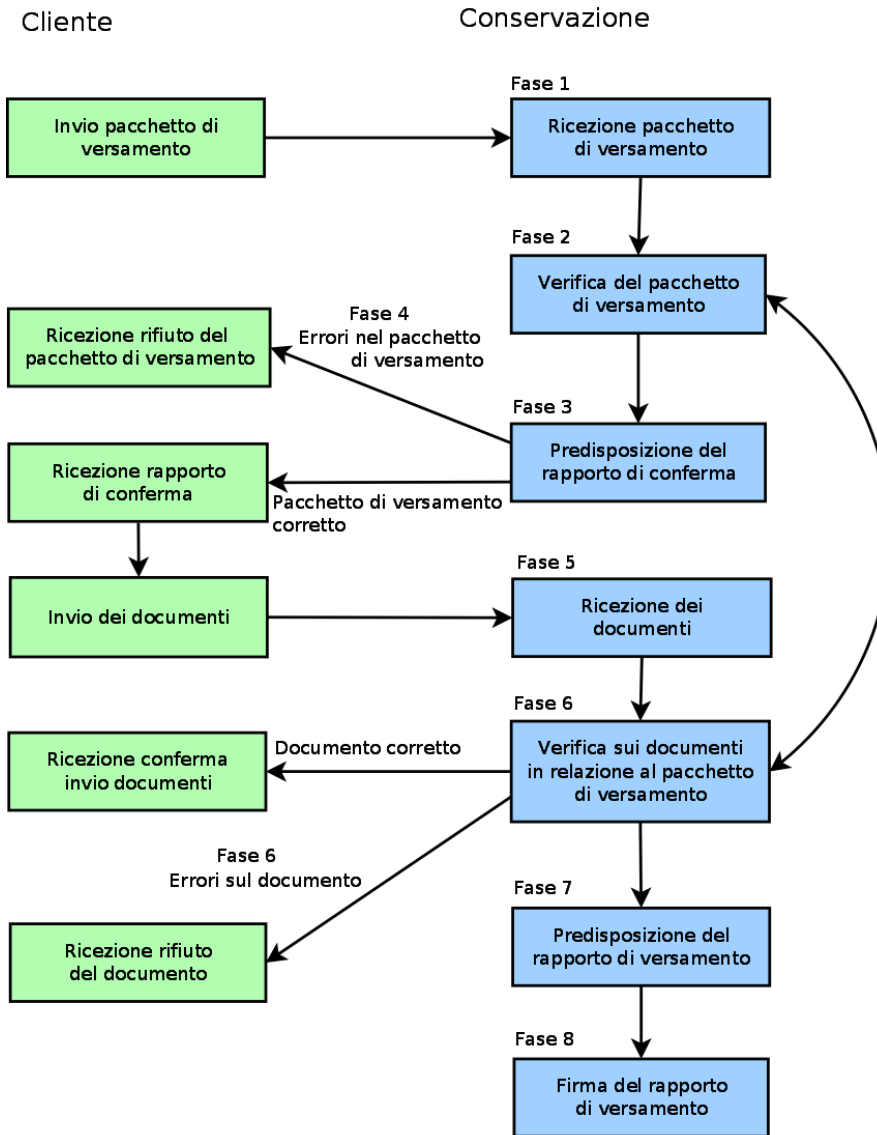 Cliente
Conservazione
Fase 1
Invio pacchetto di
versamento
Ricezione pacchetto
di versamento
Fase 2
Verifica del pacchetto
di versamento
Fase 4
Errori nel pacchetto
di versamento
Ricezione rifiuto del
pacchetto di versamento
Fase 3
Predisposizione del
rapporto di conferma
Ricezione rapporto
di conferma
Pacchetto di versamento
corretto
Fase 5
Invio dei documenti
Ricezione dei
documenti
Fase 6
Verifica sui documenti
in relazione al pacchetto
di versamento
Documento corretto
Ricezione conferma
invio documenti
Fase 6
Errori sul documento
Fase 7
Predisposizione del
rapporto di versamento
Ricezione rifiuto
del documento
Fase 8
Firma del rapporto
di versamento